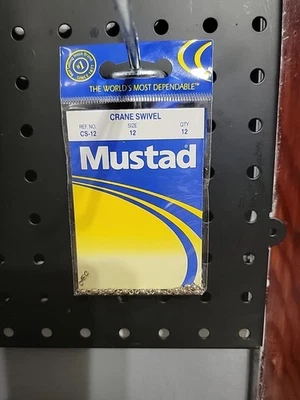 THE WORLD'S MOST DEPENDABLE™
CRANE SWIVEL
REF. NO. SIZE QTY
CS-12 12 12
Mustad®